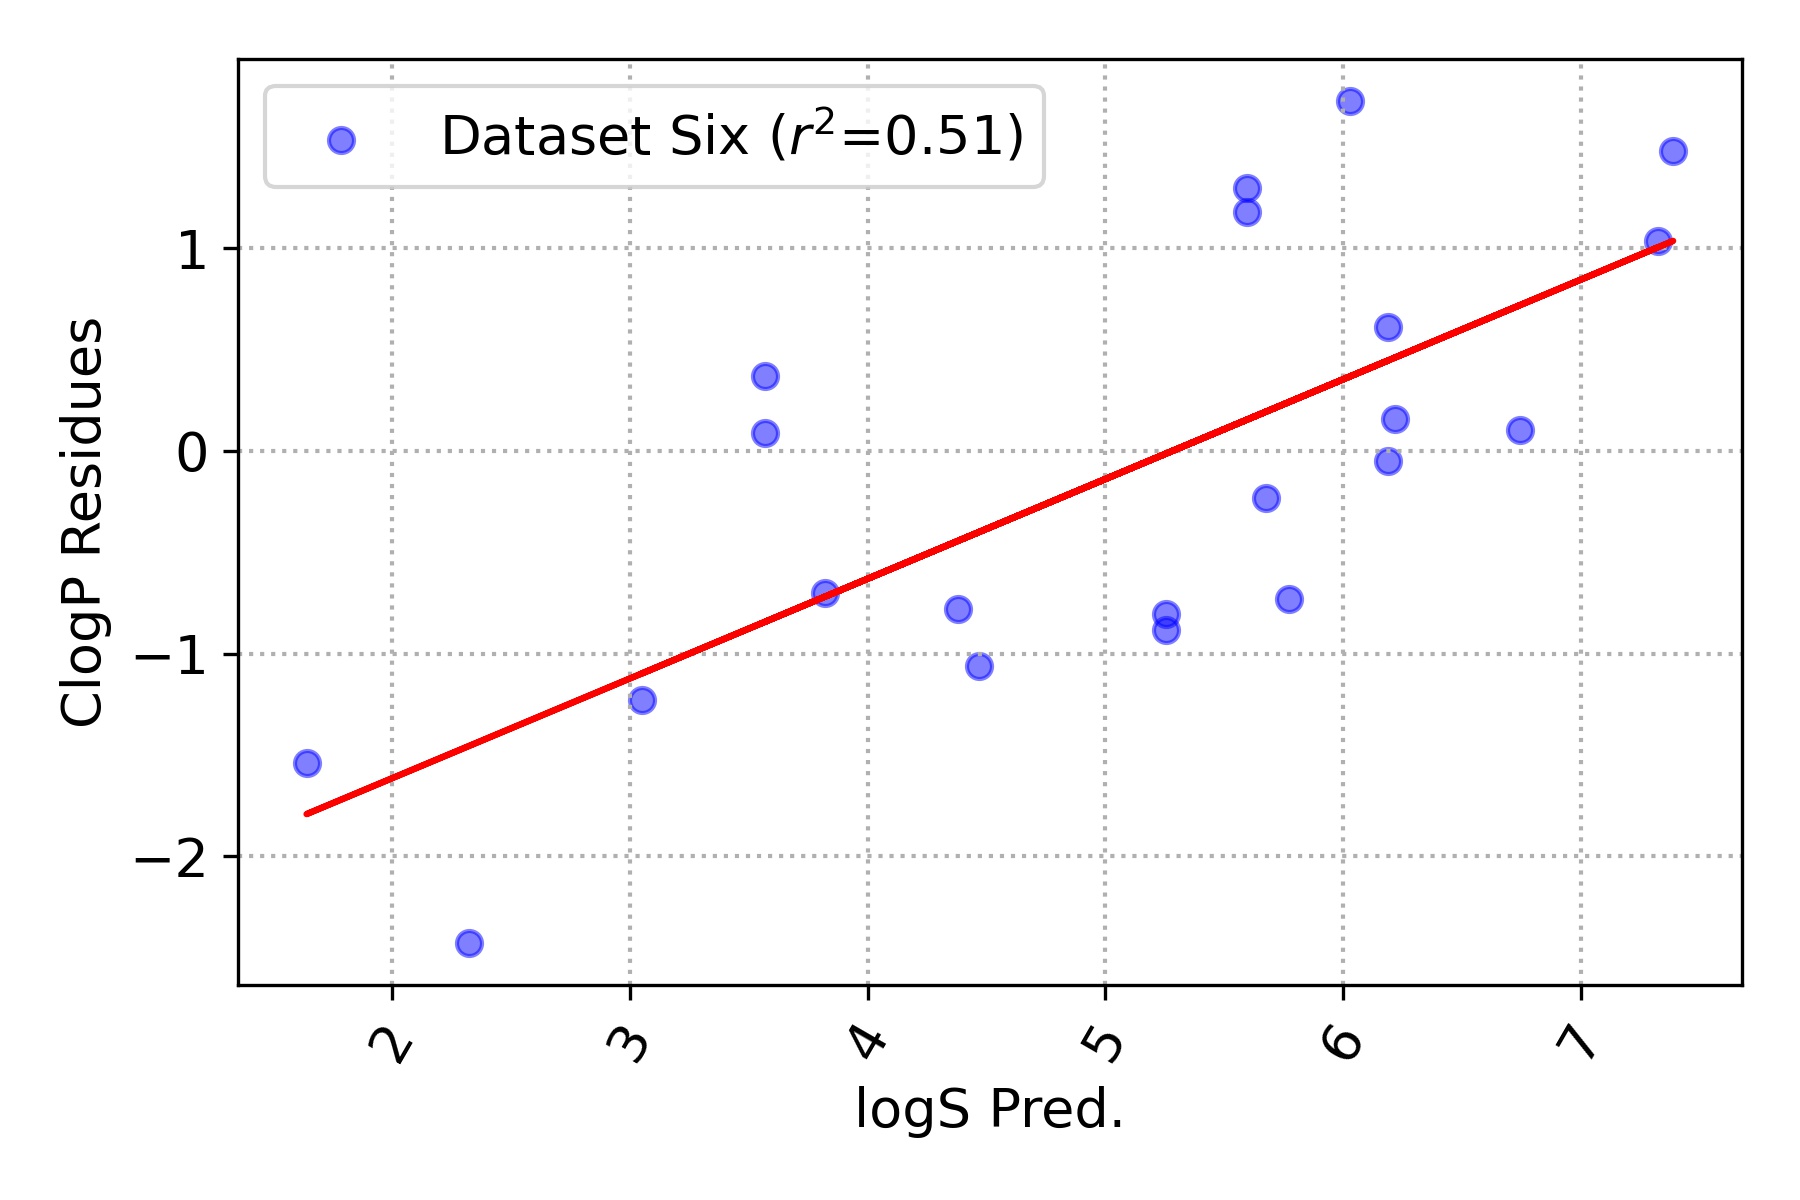 Dataset Six (r²=0.51)
1
0
−1
−2
ClogP Residues
2 3 4 5 6 7
logS Pred.